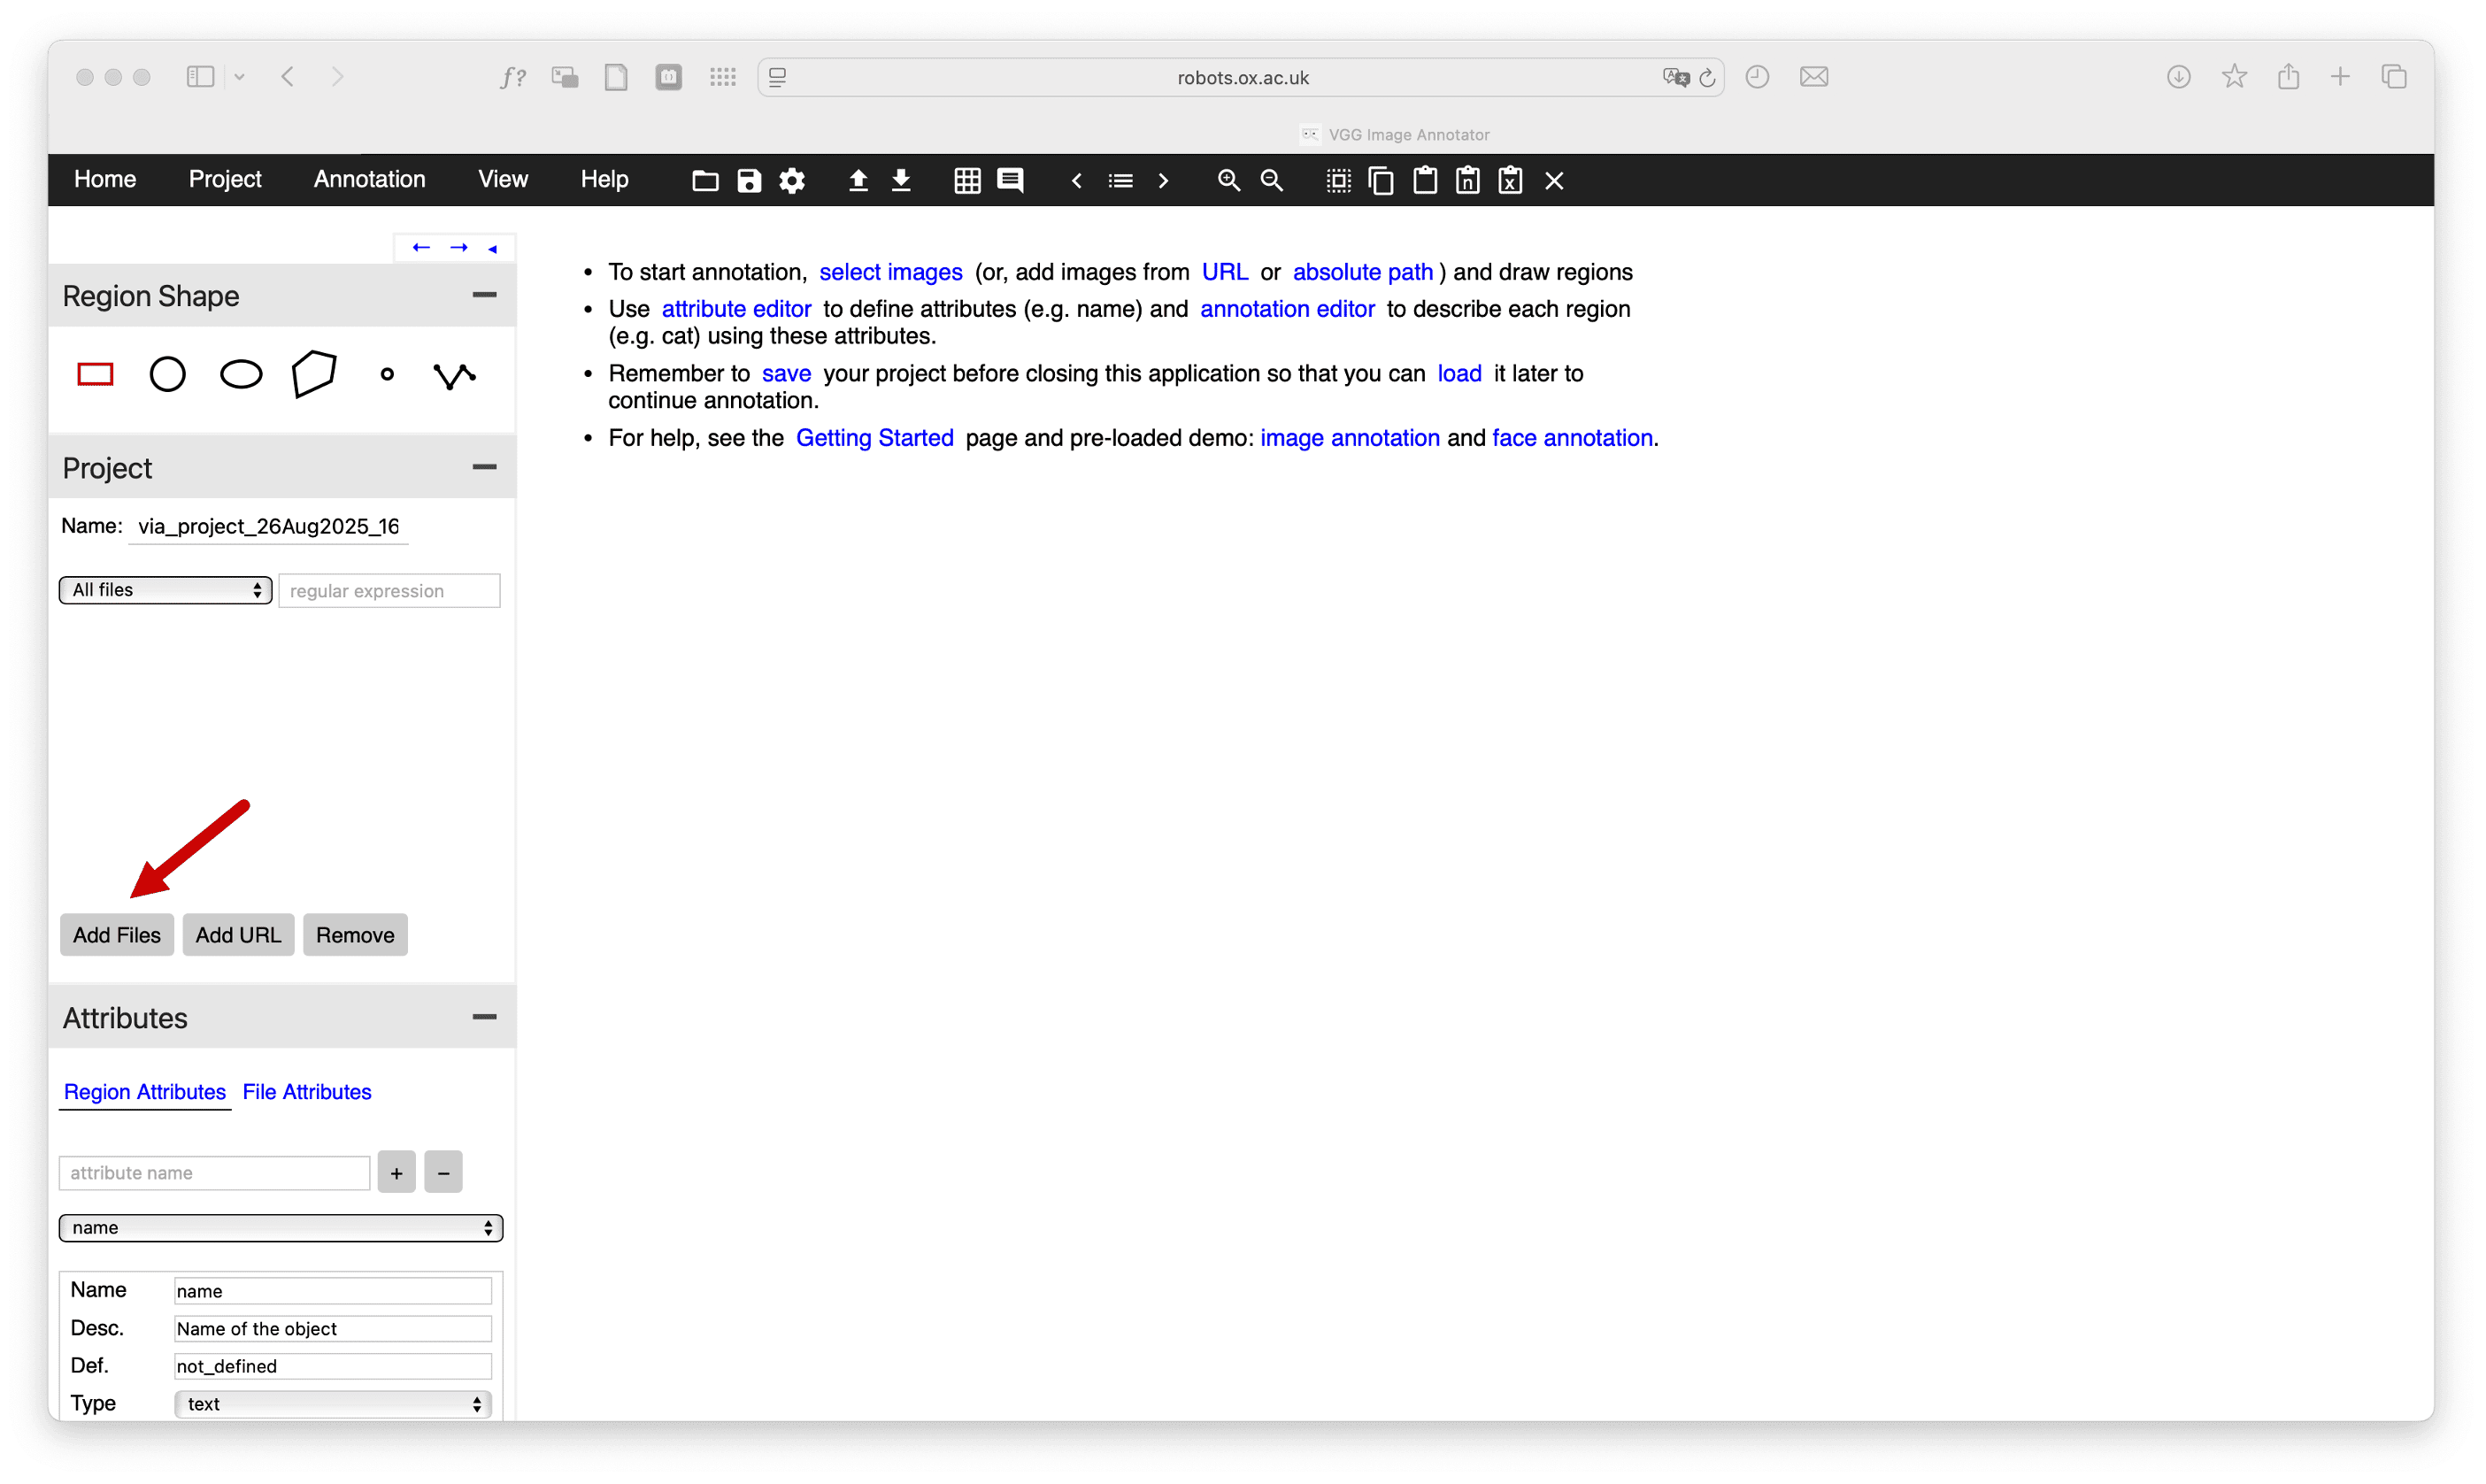 robots.ox.ac.uk
VGG Image Annotator
Home Project Annotation View Help
Region Shape
• To start annotation, select images (or, add images from URL or absolute path ) and draw regions
• Use attribute editor to define attributes (e.g. name) and annotation editor to describe each region
(e.g. cat) using these attributes.
• Remember to save your project before closing this application so that you can load it later to
continue annotation.
• For help, see the Getting Started page and pre-loaded demo: image annotation and face annotation.
Project
Name: via_project_26Aug2025_16
All files regular expression
Add Files Add URL Remove
Attributes
Region Attributes File Attributes
attribute name + −
name
Name name
Desc. Name of the object
Def. not_defined
Type text